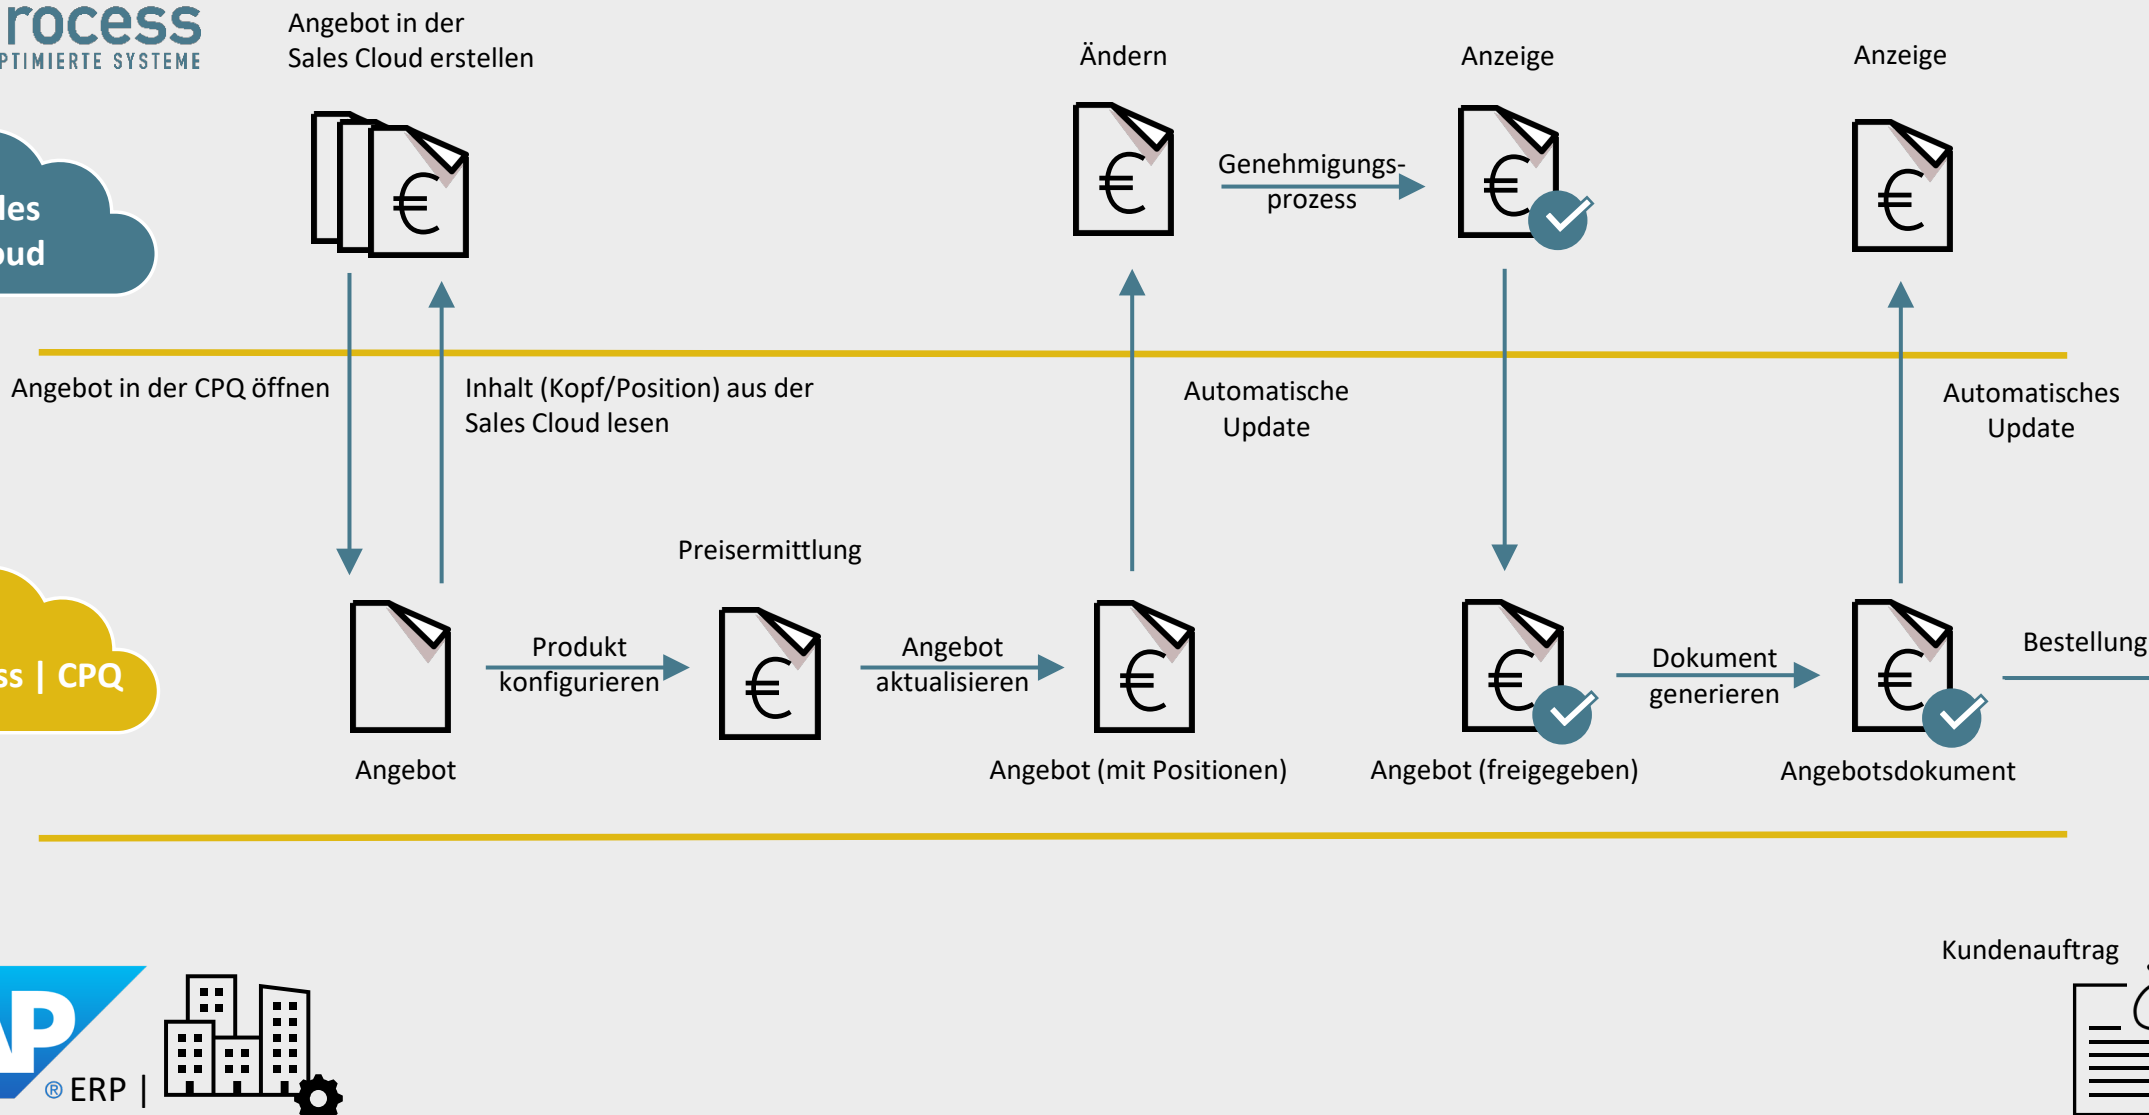 rocess
PTIMIERTE SYSTEME
Angebot in der
Sales Cloud erstellen
Ändern
Anzeige
Anzeige
Genehmigungs-
prozess
les
oud
Angebot in der CPQ öffnen
Inhalt (Kopf/Position) aus der
Sales Cloud lesen
Automatische
Update
Automatisches
Update
Preisermittlung
Produkt
konfigurieren
Angebot
aktualisieren
Dokument
generieren
Bestellung
ss | CPQ
Angebot
Angebot (mit Positionen)
Angebot (freigegeben)
Angebotsdokument
Kundenauftrag
AP
® ERP |